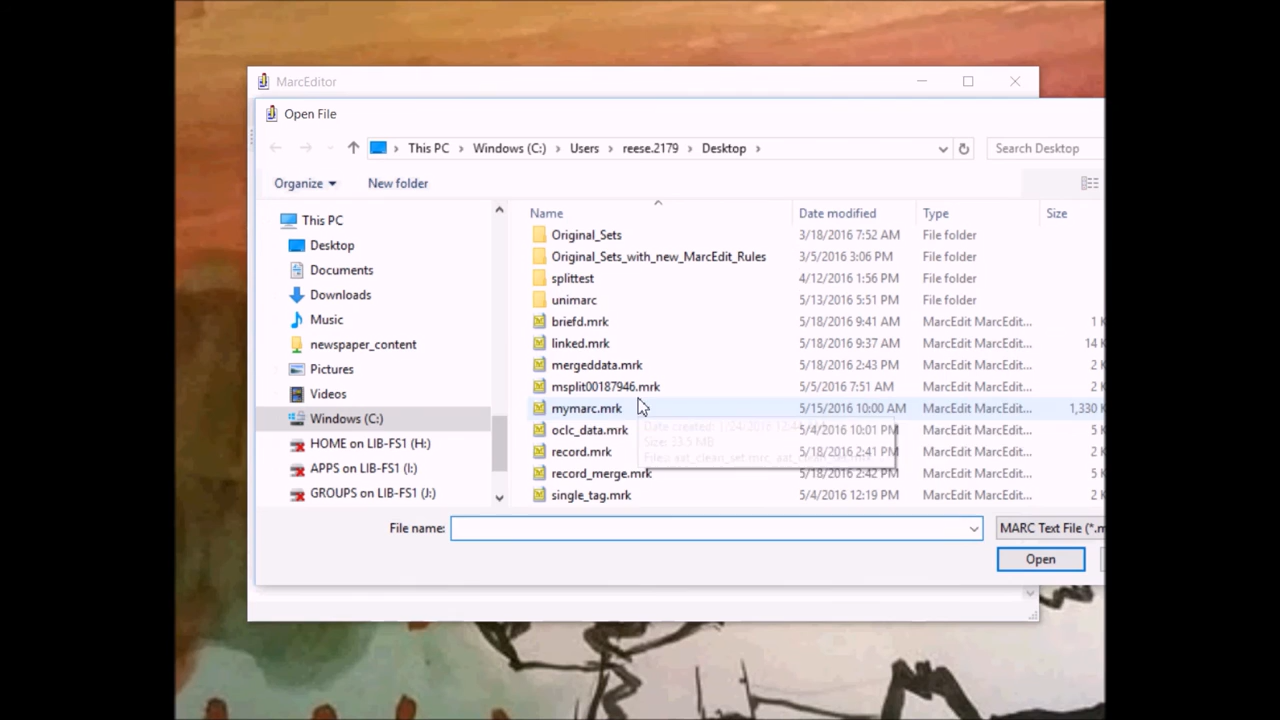 MarcEditor
Open File
This PC > Windows (C:) > Users > reese.2179 > Desktop >
Search Desktop
Organize
New folder
This PC
Desktop
Documents
Downloads
Music
newspaper_content
Pictures
Videos
Windows (C:)
HOME on LIB-FS1 (H:)
APPS on LIB-FS1 (I:)
GROUPS on LIB-FS1 (J:)
Name Date modified Type Size
Original_Sets 3/18/2016 7:52 AM File folder
Original_Sets_with_new_MarcEdit_Rules 3/5/2016 3:06 PM File folder
splittest 4/12/2016 1:56 PM File folder
unimarc 5/13/2016 5:51 PM File folder
briefd.mrk 5/18/2016 9:41 AM MarcEdit MarcEdit... 1 K
linked.mrk 5/18/2016 9:37 AM MarcEdit MarcEdit... 14 K
mergeddata.mrk 5/18/2016 2:43 PM MarcEdit MarcEdit... 2 K
msplit00187946.mrk 5/5/2016 7:51 AM MarcEdit MarcEdit... 2 K
mymarc.mrk 5/15/2016 10:00 AM MarcEdit MarcEdit... 1,330 K
oclc_data.mrk 5/4/2016 10:01 PM MarcEdit MarcEdit... 5 K
record.mrk 5/18/2016 2:41 PM MarcEdit MarcEdit... 5 K
record_merge.mrk 5/18/2016 2:42 PM MarcEdit MarcEdit... 5 K
single_tag.mrk 5/4/2016 12:19 PM MarcEdit MarcEdit... 2 K
Size: 23.5 MB
File name:
MARC Text File (*.m
Open